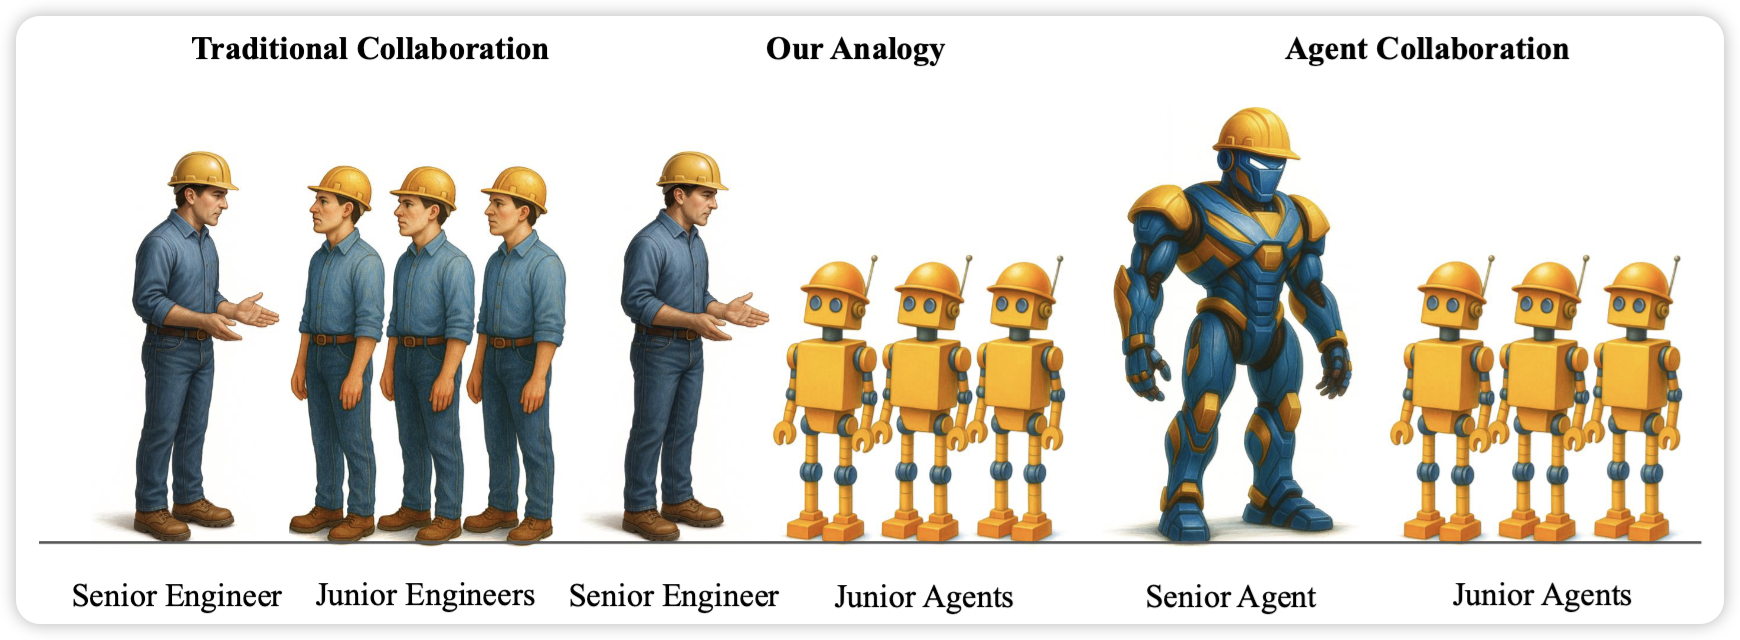 Traditional Collaboration
Our Analogy
Agent Collaboration
Senior Engineer
Junior Engineers
Senior Engineer
Junior Agents
Senior Agent
Junior Agents